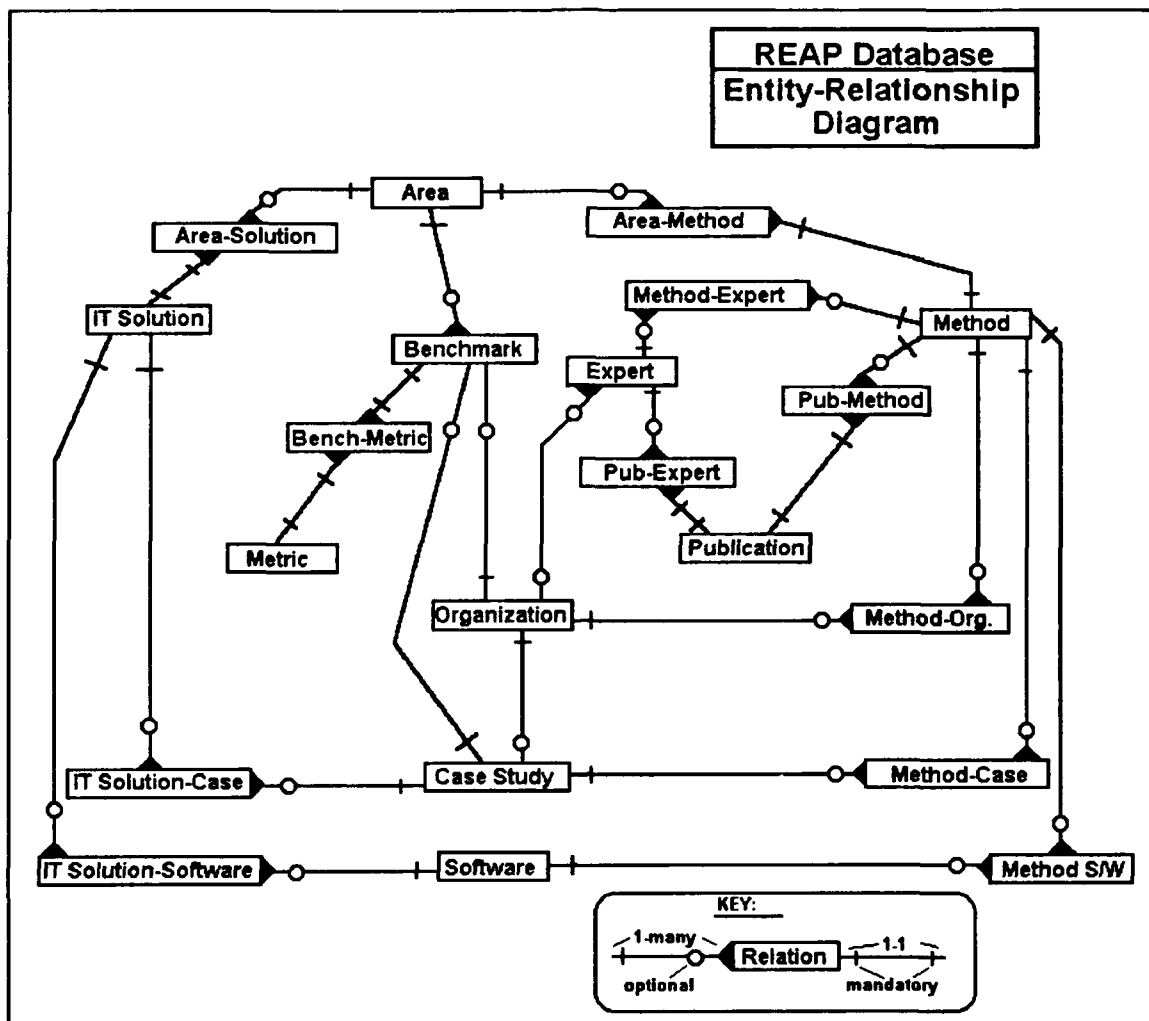 REAP Database
Entity-Relationship
Diagram
Area
Area-Solution
Area-Method
IT Solution
Method-Expert
Method
Benchmark
Expert
Pub-Method
Bench-Metric
Pub-Expert
Metric
Publication
Organization
Method-Org.
IT Solution-Case
Case Study
Method-Case
IT Solution-Software
Software
Method S/W
KEY:
1-many
1-1
Relation
optional
mandatory